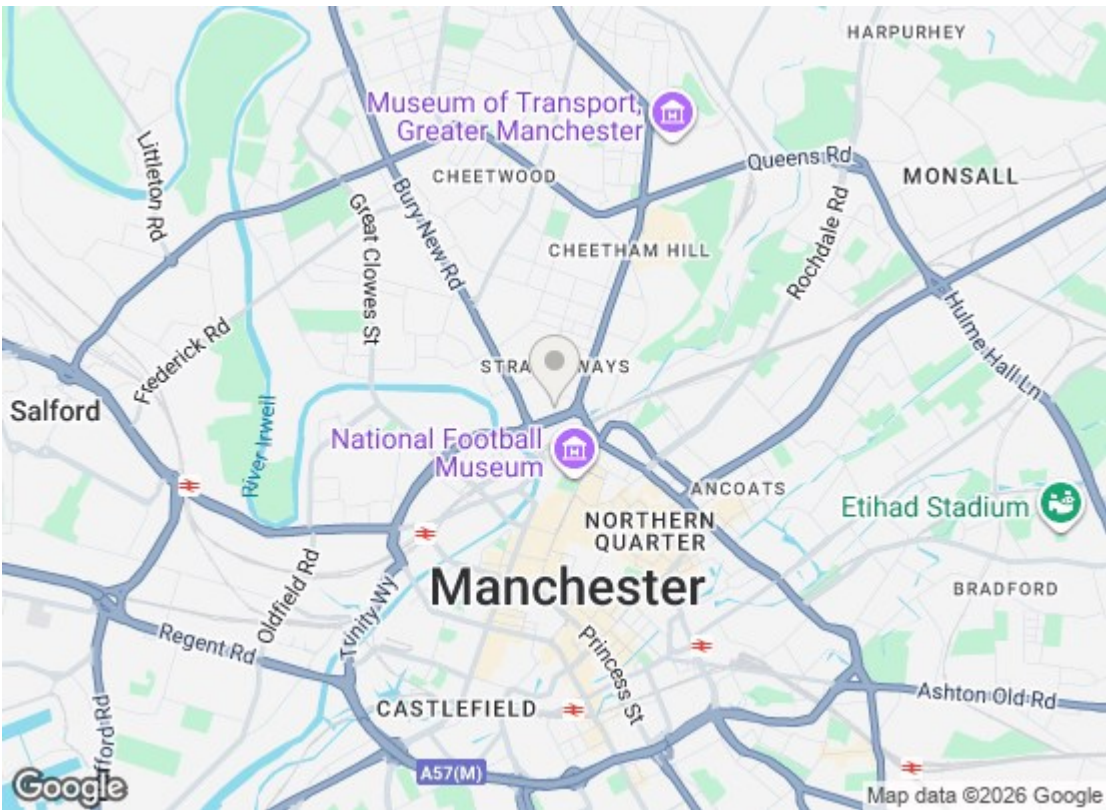 HARPURHEY
Museum of Transport,
Greater Manchester
Queens Rd
Littleton Rd
CHEETWOOD
MONSALL
Bury New Rd
Great Clowes St
Rochdale Rd
CHEETHAM HILL
Hulme Hall Ln
Frederick Rd
Salford
River Irwell
National Football
Museum
ANCOATS
Etihad Stadium
NORTHERN
QUARTER
Manchester
BRADFORD
Oldfield Rd
Trinity Wy
Regent Rd
Princess St
Ashton Old Rd
CASTLEFIELD
A57(M)
Google
Map data ©2026 Google